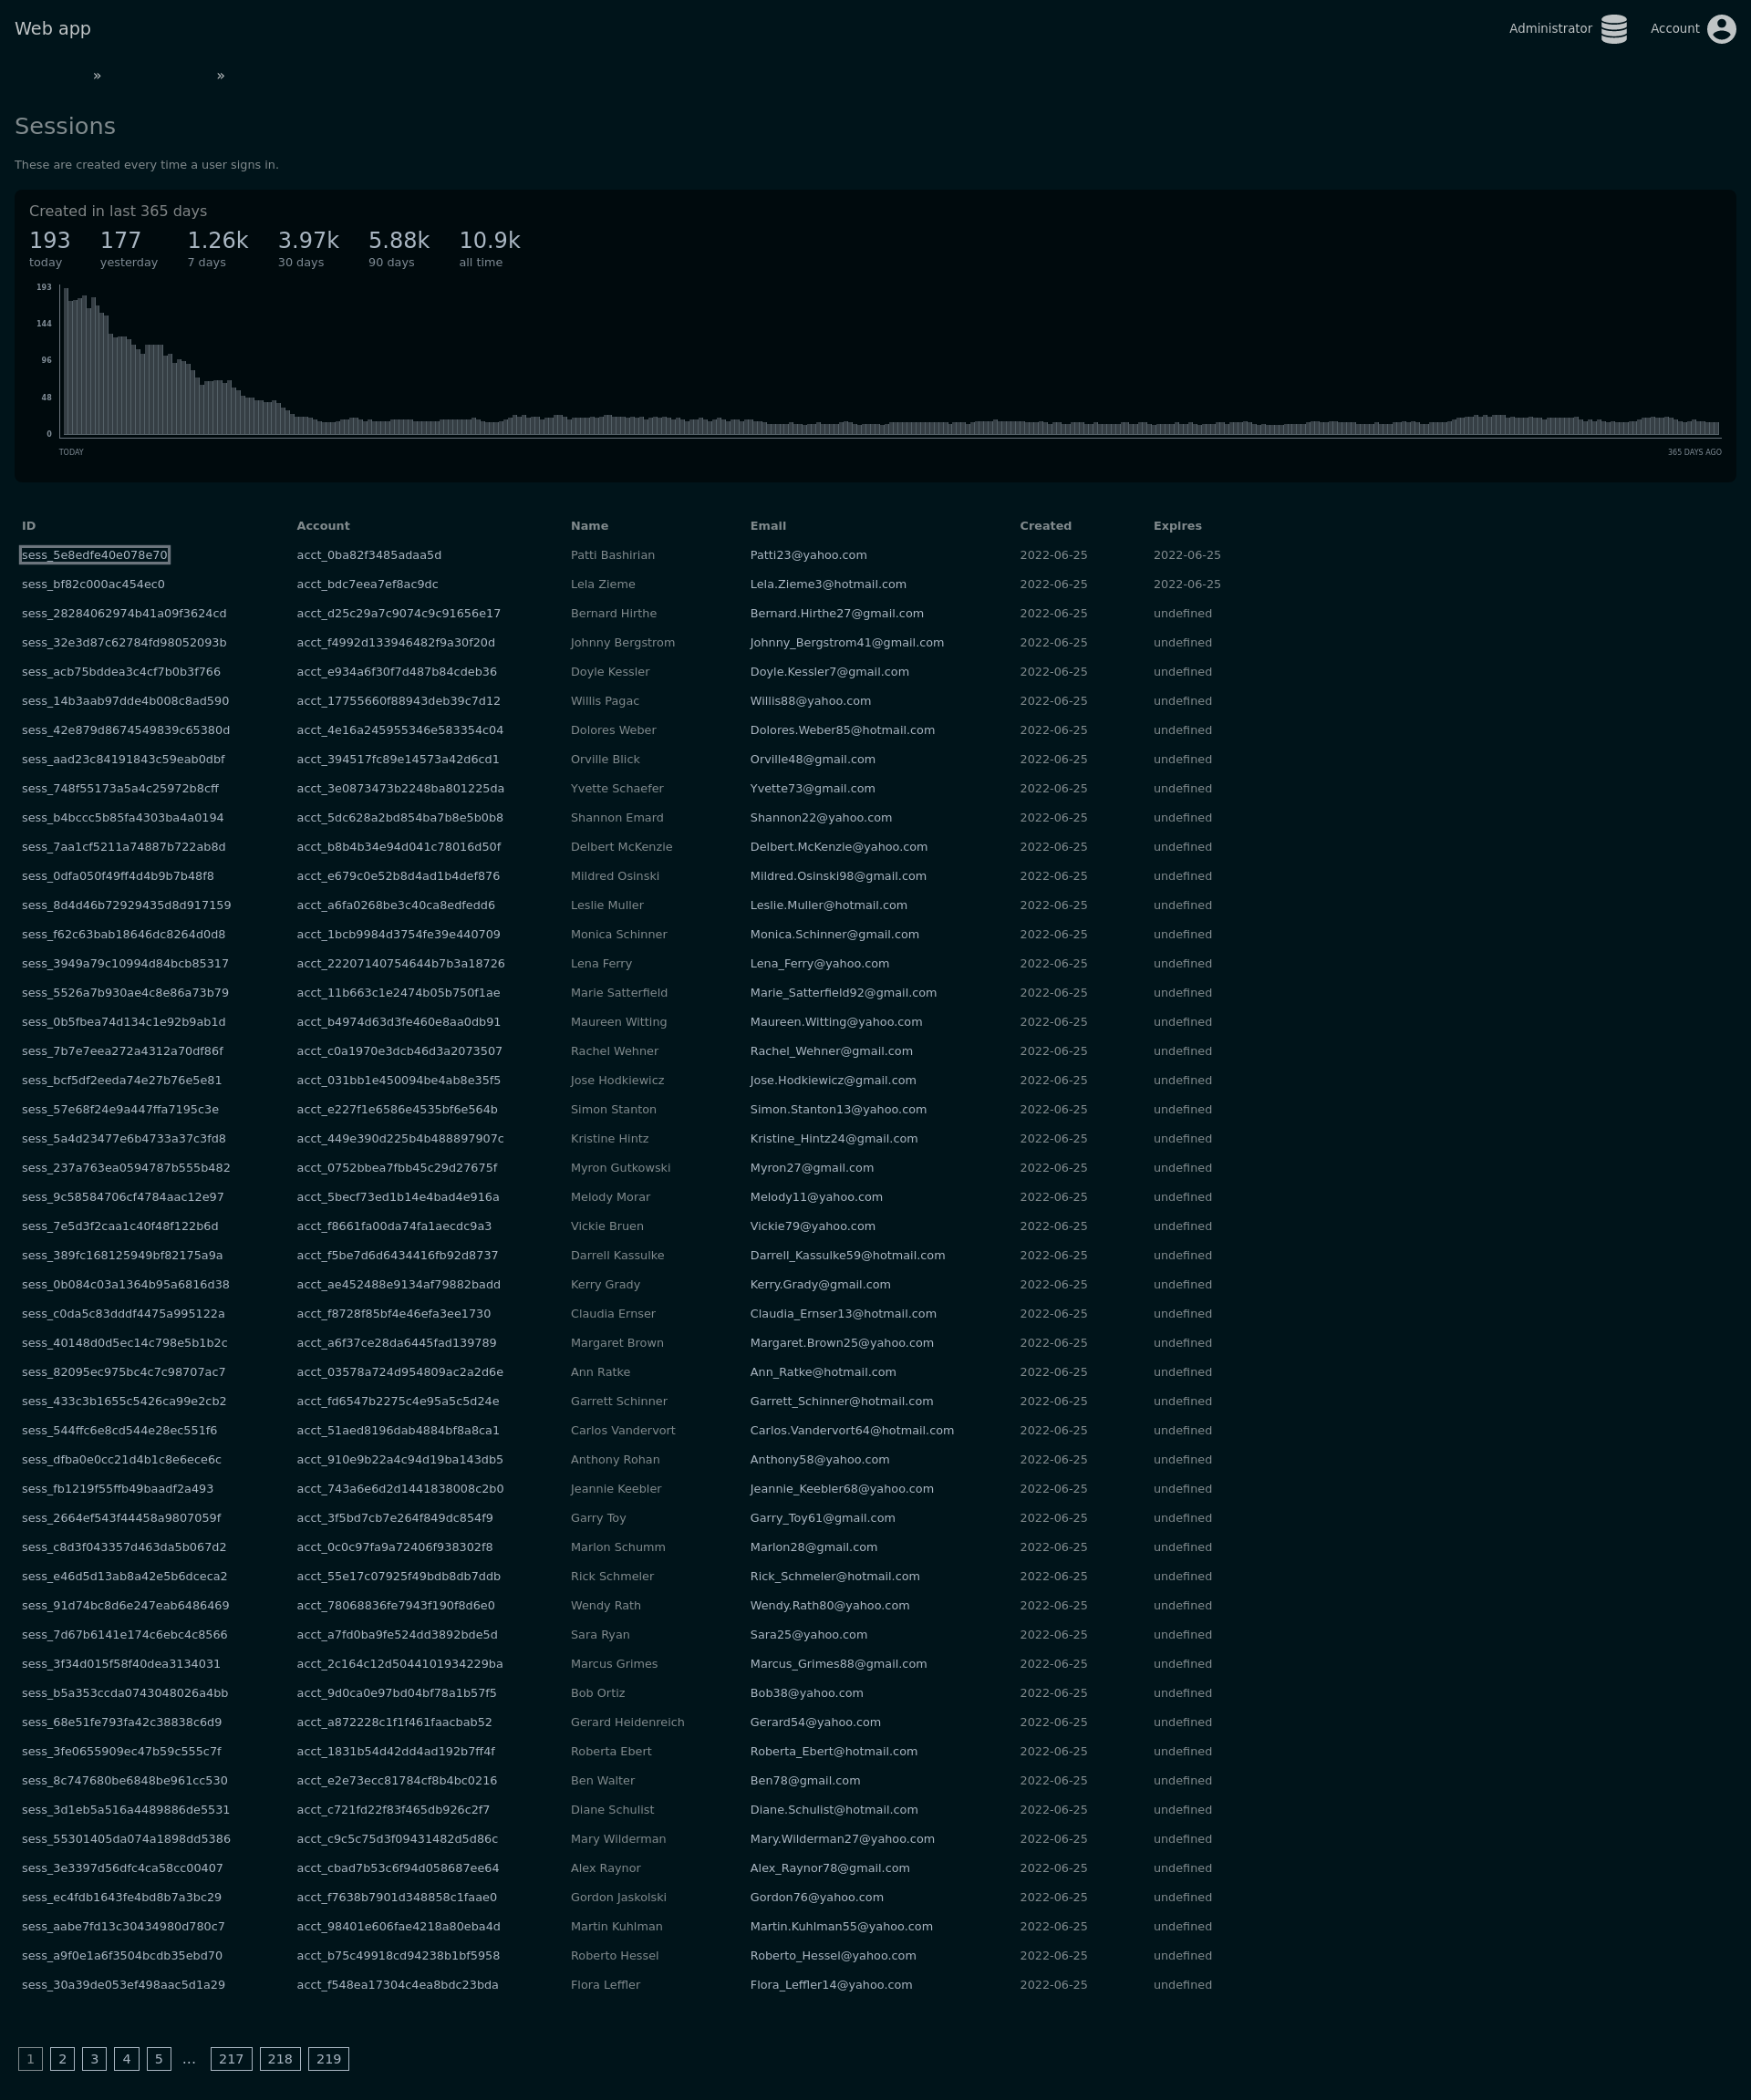 Web app
Administrator Account
» »
Sessions
These are created every time a user signs in.
Created in last 365 days
193 177 1.26k 3.97k 5.88k 10.9k
today yesterday 7 days 30 days 90 days all time
193
144
96
48
0
TODAY 365 DAYS AGO
ID Account Name Email Created Expires
sess_5e8edfe40e078e70 acct_0ba82f3485adaa5d Patti Bashirian Patti23@yahoo.com 2022-06-25 2022-06-25
sess_bf82c000ac454ec0 acct_bdc7eea7ef8ac9dc Lela Zieme Lela.Zieme3@hotmail.com 2022-06-25 2022-06-25
sess_28284062974b41a09f3624cd acct_d25c29a7c9074c9c91656e17 Bernard Hirthe Bernard.Hirthe27@gmail.com 2022-06-25 undefined
sess_32e3d87c62784fd98052093b acct_f4992d133946482f9a30f20d Johnny Bergstrom Johnny_Bergstrom41@gmail.com 2022-06-25 undefined
sess_acb75bddea3c4cf7b0b3f766 acct_e934a6f30f7d487b84cdeb36 Doyle Kessler Doyle.Kessler7@gmail.com 2022-06-25 undefined
sess_14b3aab97dde4b008c8ad590 acct_17755660f88943deb39c7d12 Willis Pagac Willis88@yahoo.com 2022-06-25 undefined
sess_42e879d8674549839c65380d acct_4e16a245955346e583354c04 Dolores Weber Dolores.Weber85@hotmail.com 2022-06-25 undefined
sess_aad23c84191843c59eab0dbf acct_394517fc89e14573a42d6cd1 Orville Blick Orville48@gmail.com 2022-06-25 undefined
sess_748f55173a5a4c25972b8cff acct_3e0873473b2248ba801225da Yvette Schaefer Yvette73@gmail.com 2022-06-25 undefined
sess_b4bccc5b85fa4303ba4a0194 acct_5dc628a2bd854ba7b8e5b0b8 Shannon Emard Shannon22@yahoo.com 2022-06-25 undefined
sess_7aa1cf5211a74887b722ab8d acct_b8b4b34e94d041c78016d50f Delbert McKenzie Delbert.McKenzie@yahoo.com 2022-06-25 undefined
sess_0dfa050f49ff4d4b9b7b48f8 acct_e679c0e52b8d4ad1b4def876 Mildred Osinski Mildred.Osinski98@gmail.com 2022-06-25 undefined
sess_8d4d46b72929435d8d917159 acct_a6fa0268be3c40ca8edfedd6 Leslie Muller Leslie.Muller@hotmail.com 2022-06-25 undefined
sess_f62c63bab18646dc8264d0d8 acct_1bcb9984d3754fe39e440709 Monica Schinner Monica.Schinner@gmail.com 2022-06-25 undefined
sess_3949a79c10994d84bcb85317 acct_22207140754644b7b3a18726 Lena Ferry Lena_Ferry@yahoo.com 2022-06-25 undefined
sess_5526a7b930ae4c8e86a73b79 acct_11b663c1e2474b05b750f1ae Marie Satterfield Marie_Satterfield92@gmail.com 2022-06-25 undefined
sess_0b5fbea74d134c1e92b9ab1d acct_b4974d63d3fe460e8aa0db91 Maureen Witting Maureen.Witting@yahoo.com 2022-06-25 undefined
sess_7b7e7eea272a4312a70df86f acct_c0a1970e3dcb46d3a2073507 Rachel Wehner Rachel_Wehner@gmail.com 2022-06-25 undefined
sess_bcf5df2eeda74e27b76e5e81 acct_031bb1e450094be4ab8e35f5 Jose Hodkiewicz Jose.Hodkiewicz@gmail.com 2022-06-25 undefined
sess_57e68f24e9a447ffa7195c3e acct_e227f1e6586e4535bf6e564b Simon Stanton Simon.Stanton13@yahoo.com 2022-06-25 undefined
sess_5a4d23477e6b4733a37c3fd8 acct_449e390d225b4b488897907c Kristine Hintz Kristine_Hintz24@gmail.com 2022-06-25 undefined
sess_237a763ea0594787b555b482 acct_0752bbea7fbb45c29d27675f Myron Gutkowski Myron27@gmail.com 2022-06-25 undefined
sess_9c58584706cf4784aac12e97 acct_5becf73ed1b14e4bad4e916a Melody Morar Melody11@yahoo.com 2022-06-25 undefined
sess_7e5d3f2caa1c40f48f122b6d acct_f8661fa00da74fa1aecdc9a3 Vickie Bruen Vickie79@yahoo.com 2022-06-25 undefined
sess_389fc168125949bf82175a9a acct_f5be7d6d6434416fb92d8737 Darrell Kassulke Darrell_Kassulke59@hotmail.com 2022-06-25 undefined
sess_0b084c03a1364b95a6816d38 acct_ae452488e9134af79882badd Kerry Grady Kerry.Grady@gmail.com 2022-06-25 undefined
sess_c0da5c83dddf4475a995122a acct_f8728f85bf4e46efa3ee1730 Claudia Ernser Claudia_Ernser13@hotmail.com 2022-06-25 undefined
sess_40148d0d5ec14c798e5b1b2c acct_a6f37ce28da6445fad139789 Margaret Brown Margaret.Brown25@yahoo.com 2022-06-25 undefined
sess_82095ec975bc4c7c98707ac7 acct_03578a724d954809ac2a2d6e Ann Ratke Ann_Ratke@hotmail.com 2022-06-25 undefined
sess_433c3b1655c5426ca99e2cb2 acct_fd6547b2275c4e95a5c5d24e Garrett Schinner Garrett_Schinner@hotmail.com 2022-06-25 undefined
sess_544ffc6e8cd544e28ec551f6 acct_51aed8196dab4884bf8a8ca1 Carlos Vandervort Carlos.Vandervort64@hotmail.com 2022-06-25 undefined
sess_dfba0e0cc21d4b1c8e6ece6c acct_910e9b22a4c94d19ba143db5 Anthony Rohan Anthony58@yahoo.com 2022-06-25 undefined
sess_fb1219f55ffb49baadf2a493 acct_743a6e6d2d1441838008c2b0 Jeannie Keebler Jeannie_Keebler68@yahoo.com 2022-06-25 undefined
sess_2664ef543f44458a9807059f acct_3f5bd7cb7e264f849dc854f9 Garry Toy Garry_Toy61@gmail.com 2022-06-25 undefined
sess_c8d3f043357d463da5b067d2 acct_0c0c97fa9a72406f938302f8 Marlon Schumm Marlon28@gmail.com 2022-06-25 undefined
sess_e46d5d13ab8a42e5b6dceca2 acct_55e17c07925f49bdb8db7ddb Rick Schmeler Rick_Schmeler@hotmail.com 2022-06-25 undefined
sess_91d74bc8d6e247eab6486469 acct_78068836fe7943f190f8d6e0 Wendy Rath Wendy.Rath80@yahoo.com 2022-06-25 undefined
sess_7d67b6141e174c6ebc4c8566 acct_a7fd0ba9fe524dd3892bde5d Sara Ryan Sara25@yahoo.com 2022-06-25 undefined
sess_3f34d015f58f40dea3134031 acct_2c164c12d5044101934229ba Marcus Grimes Marcus_Grimes88@gmail.com 2022-06-25 undefined
sess_b5a353ccda0743048026a4bb acct_9d0ca0e97bd04bf78a1b57f5 Bob Ortiz Bob38@yahoo.com 2022-06-25 undefined
sess_68e51fe793fa42c38838c6d9 acct_a872228c1f1f461faacbab52 Gerard Heidenreich Gerard54@yahoo.com 2022-06-25 undefined
sess_3fe0655909ec47b59c555c7f acct_1831b54d42dd4ad192b7ff4f Roberta Ebert Roberta_Ebert@hotmail.com 2022-06-25 undefined
sess_8c747680be6848be961cc530 acct_e2e73ecc81784cf8b4bc0216 Ben Walter Ben78@gmail.com 2022-06-25 undefined
sess_3d1eb5a516a4489886de5531 acct_c721fd22f83f465db926c2f7 Diane Schulist Diane.Schulist@hotmail.com 2022-06-25 undefined
sess_55301405da074a1898dd5386 acct_c9c5c75d3f09431482d5d86c Mary Wilderman Mary.Wilderman27@yahoo.com 2022-06-25 undefined
sess_3e3397d56dfc4ca58cc00407 acct_cbad7b53c6f94d058687ee64 Alex Raynor Alex_Raynor78@gmail.com 2022-06-25 undefined
sess_ec4fdb1643fe4bd8b7a3bc29 acct_f7638b7901d348858c1faae0 Gordon Jaskolski Gordon76@yahoo.com 2022-06-25 undefined
sess_aabe7fd13c30434980d780c7 acct_98401e606fae4218a80eba4d Martin Kuhlman Martin.Kuhlman55@yahoo.com 2022-06-25 undefined
sess_a9f0e1a6f3504bcdb35ebd70 acct_b75c49918cd94238b1bf5958 Roberto Hessel Roberto_Hessel@yahoo.com 2022-06-25 undefined
sess_30a39de053ef498aac5d1a29 acct_f548ea17304c4ea8bdc23bda Flora Leffler Flora_Leffler14@yahoo.com 2022-06-25 undefined
1 2 3 4 5 ... 217 218 219